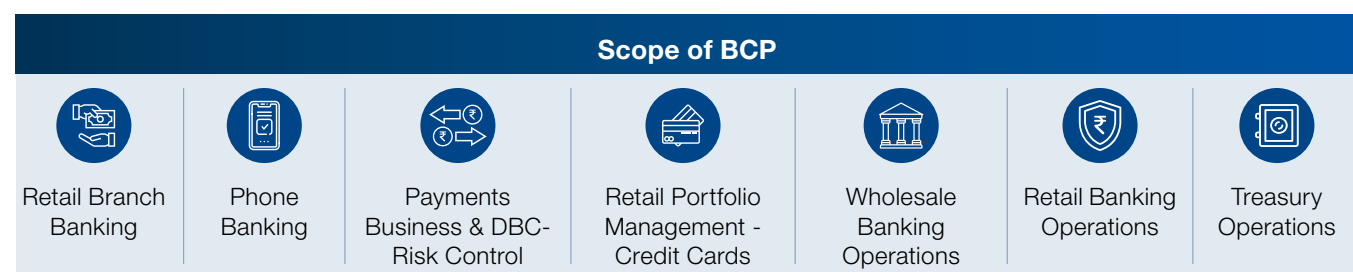 Scope of BCP
Retail Branch
Banking
Phone
Banking
Payments
Business & DBC-
Risk Control
Retail Portfolio
Management -
Credit Cards
Wholesale
Banking
Operations
Retail Banking
Operations
Treasury
Operations